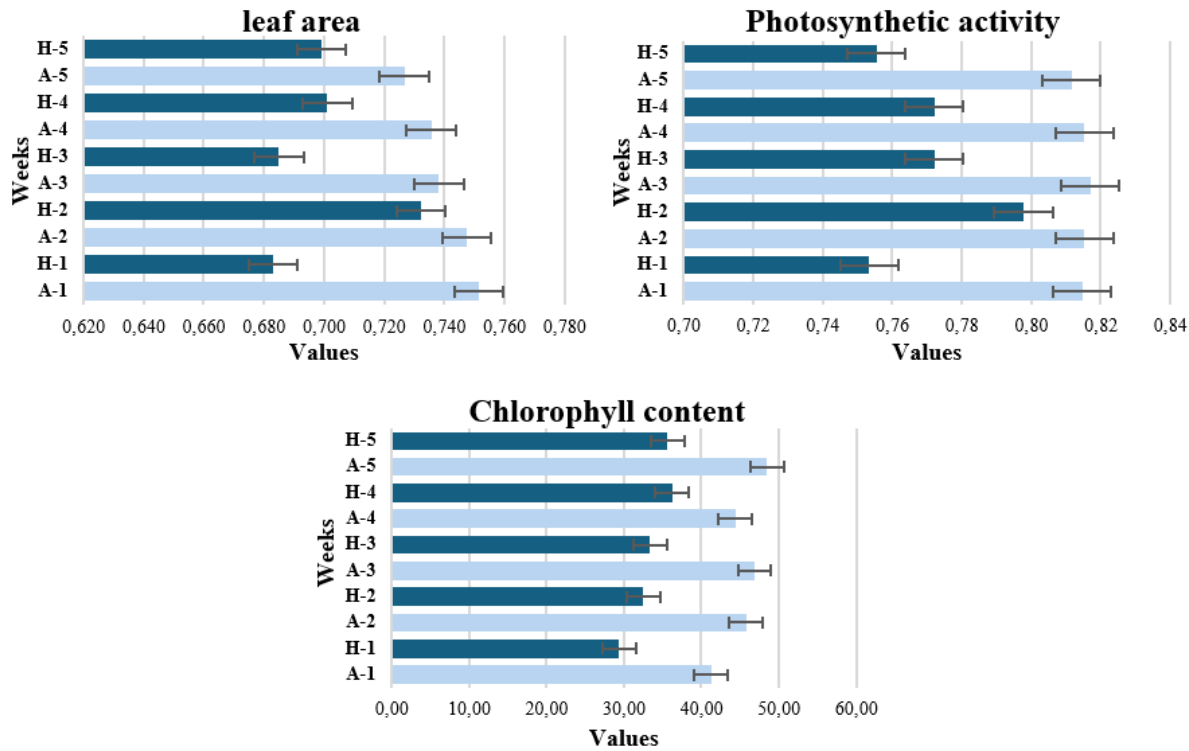 leaf area
H-5
A-5
H-4
A-4
H-3
A-3
H-2
A-2
H-1
A-1
Weeks
0,620 0,640 0,660 0,680 0,700 0,720 0,740 0,760 0,780
Values
Photosynthetic activity
H-5
A-5
H-4
A-4
H-3
A-3
H-2
A-2
H-1
A-1
Weeks
0,70 0,72 0,74 0,76 0,78 0,80 0,82 0,84
Values
Chlorophyll content
H-5
A-5
H-4
A-4
H-3
A-3
H-2
A-2
H-1
A-1
Weeks
0,00 10,00 20,00 30,00 40,00 50,00 60,00
Values